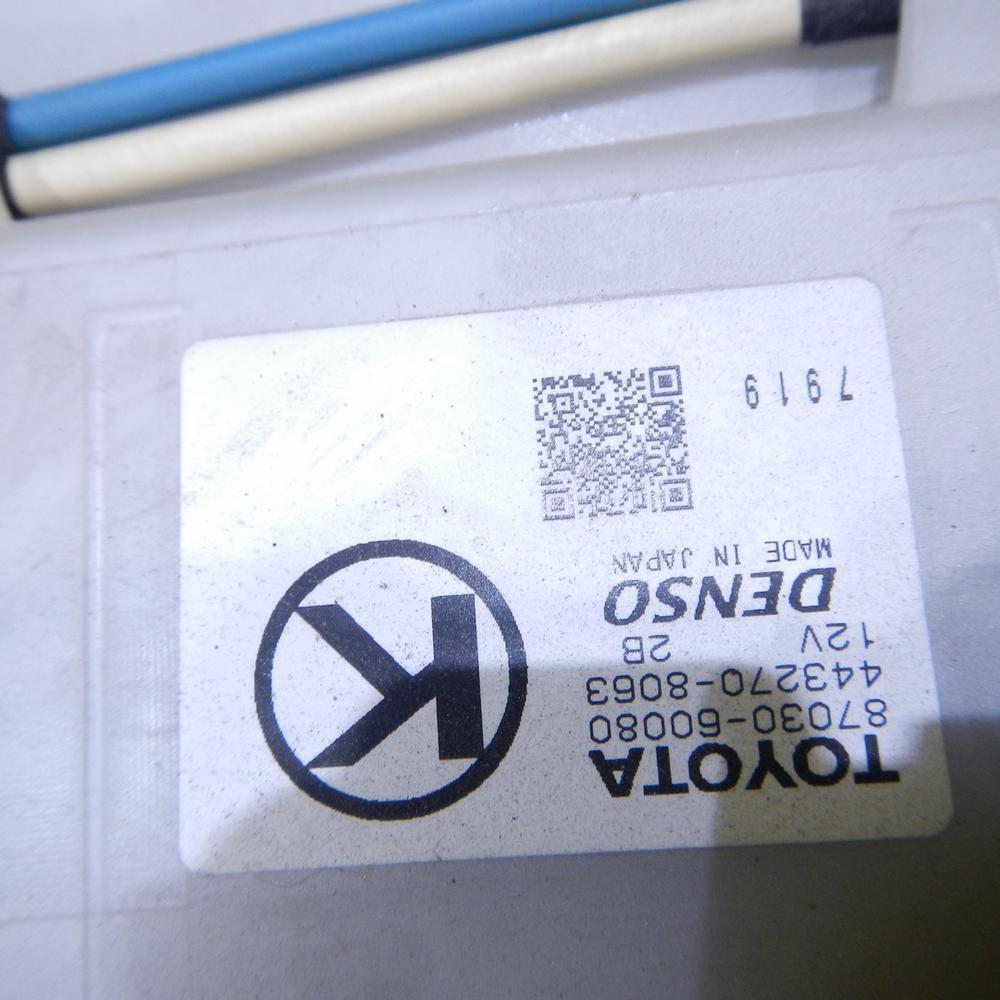 TOYOTA
87030-60080
443270-8063
12V 2B
DENSO
MADE IN JAPAN
7919
K